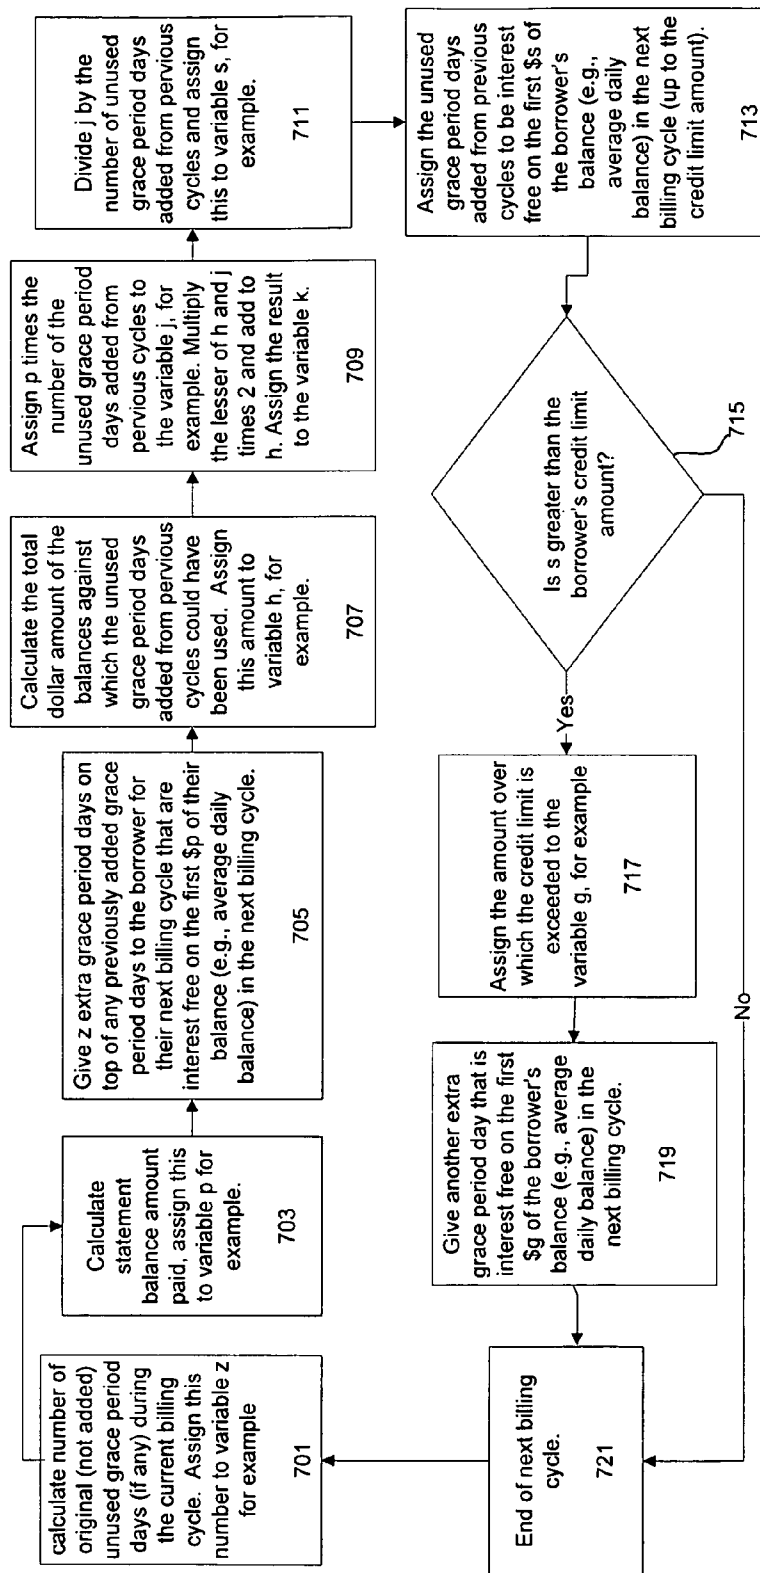 calculate number of
original (not added)
unused grace period
days (if any) during
the current billing
cycle. Assign this
number to variable z
for example
701
Calculate
statement
balance amount
paid, assign this
to variable p for
example.
703
Give z extra grace period days on
top of any previously added grace
period days to the borrower for
their next billing cycle that are
interest free on the first $p of their
balance (e.g., average daily
balance) in the next billing cycle.
705
Calculate the total
dollar amount of the
balances against
which the unused
grace period days
added from pervious
cycles could have
been used. Assign
this amount to
variable h, for
example.
707
Assign p times the
number of the
unused grace period
days added from
pervious cycles to
the variable j, for
example. Multiply
the lesser of h and j
times 2 and add to
h. Assign the result
to the variable k.
709
Divide j by the
number of unused
grace period days
added from pervious
cycles and assign
this to variable s, for
example.
711
Assign the unused
grace period days
added from previous
cycles to be interest
free on the first $s of
the borrower's
balance (e.g.,
average daily
balance) in the next
billing cycle (up to the
credit limit amount).
713
Is s greater than the
borrower's credit limit
amount?
715
Yes
No
Assign the amount over
which the credit limit is
exceeded to the
variable g, for example
717
Give another extra
grace period day that is
interest free on the first
$g of the borrower's
balance (e.g., average
daily balance) in the
next billing cycle.
719
End of next billing
cycle.
721